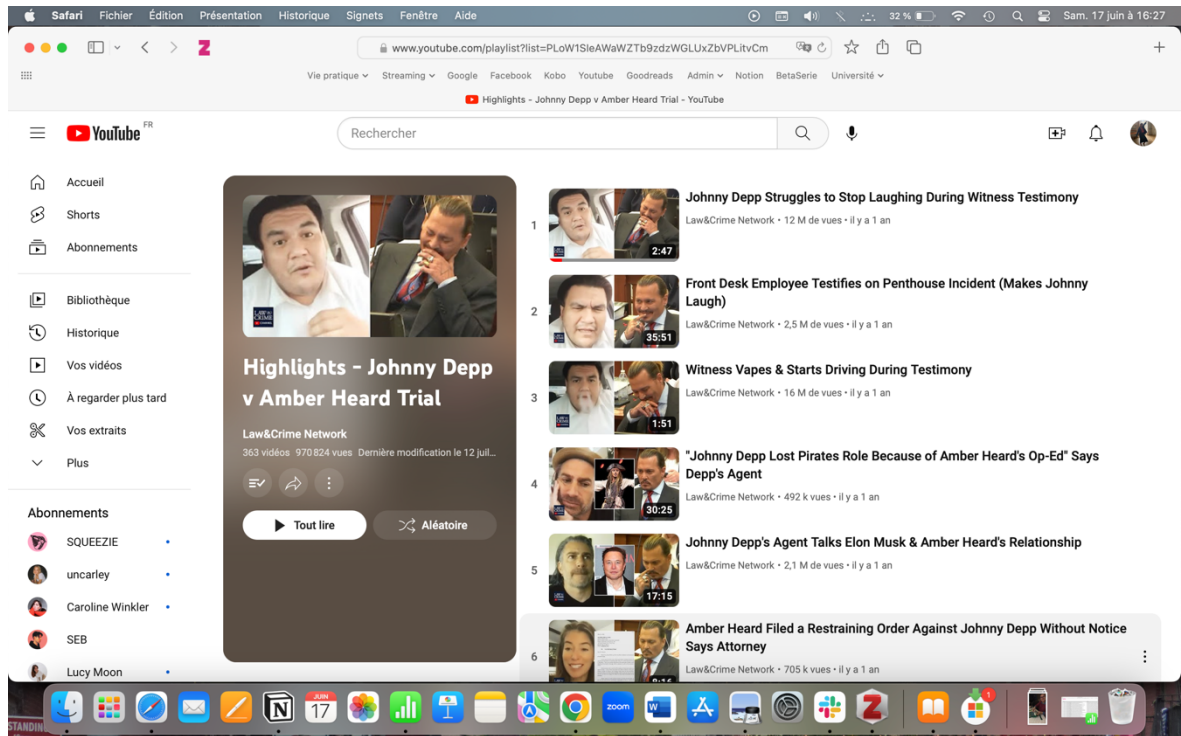 Safari Fichier Édition Présentation Historique Signets Fenêtre Aide 32 % Sam. 17 juin à 16:27
www.youtube.com/playlist?list=PLoW1SleAWaWZTb9zdzWGLUxZbVPLitvCm
Vie pratique Streaming Google Facebook Kobo Youtube Goodreads Admin Notion BetaSerie Université
Highlights - Johnny Depp v Amber Heard Trial - YouTube
YouTube FR
Rechercher
Accueil
Shorts
Abonnements
Bibliothèque
Historique
Vos vidéos
À regarder plus tard
Vos extraits
Plus
Abonnements
SQUEEZIE
uncarley
Caroline Winkler
SEB
Lucy Moon
Highlights - Johnny Depp
v Amber Heard Trial
Law&Crime Network
363 vidéos 970 824 vues Dernière modification le 12 juil...
Tout lire
Aléatoire
1
2:47
Johnny Depp Struggles to Stop Laughing During Witness Testimony
Law&Crime Network • 12 M de vues • il y a 1 an
2
35:51
Front Desk Employee Testifies on Penthouse Incident (Makes Johnny
Laugh)
Law&Crime Network • 2,5 M de vues • il y a 1 an
3
1:51
Witness Vapes & Starts Driving During Testimony
Law&Crime Network • 16 M de vues • il y a 1 an
4
30:25
"Johnny Depp Lost Pirates Role Because of Amber Heard's Op-Ed" Says
Depp's Agent
Law&Crime Network • 492 k vues • il y a 1 an
5
17:15
Johnny Depp's Agent Talks Elon Musk & Amber Heard's Relationship
Law&Crime Network • 2,1 M de vues • il y a 1 an
6
Amber Heard Filed a Restraining Order Against Johnny Depp Without Notice
Says Attorney
Law&Crime Network • 705 k vues • il y a 1 an
JUIN
17
zoom
W
Z
1